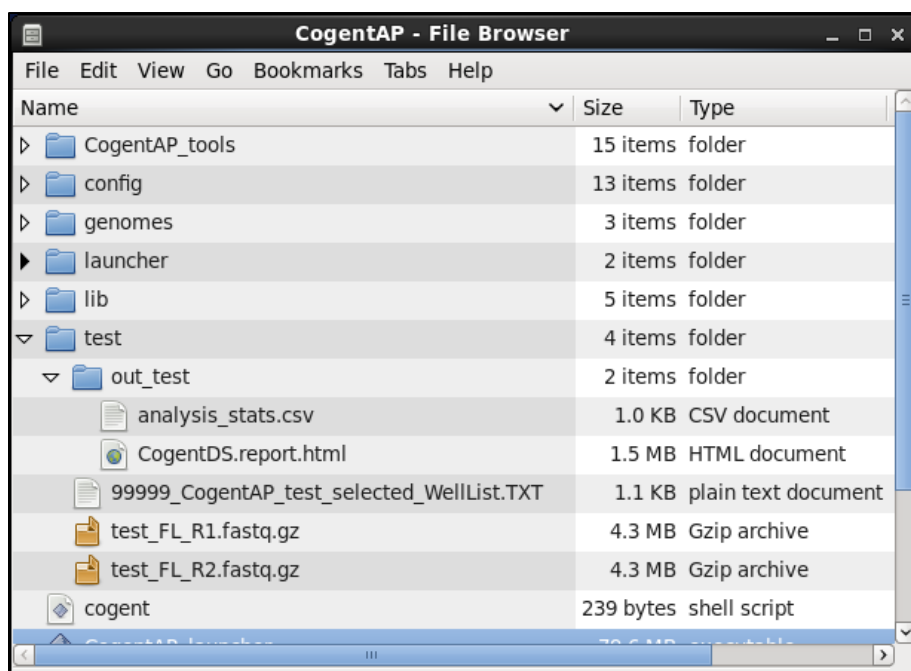 CogentAP - File Browser
File Edit View Go Bookmarks Tabs Help
Name Size Type
CogentAP_tools 15 items folder
config 13 items folder
genomes 3 items folder
launcher 2 items folder
lib 5 items folder
test 4 items folder
out_test 2 items folder
analysis_stats.csv 1.0 KB CSV document
CogentDS.report.html 1.5 MB HTML document
99999_CogentAP_test_selected_WellList.TXT 1.1 KB plain text document
test_FL_R1.fastq.gz 4.3 MB Gzip archive
test_FL_R2.fastq.gz 4.3 MB Gzip archive
cogent 239 bytes shell script
CogentAP_launcher MB executable